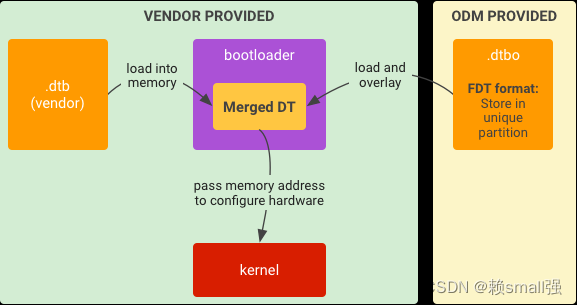 VENDOR PROVIDED
ODM PROVIDED
.dtb
(vendor)
load into
memory
bootloader
Merged DT
load and
overlay
.dtbo
FDT format:
Store in
unique
partition
pass memory address
to configure hardware
kernel
CSDN @赖small强